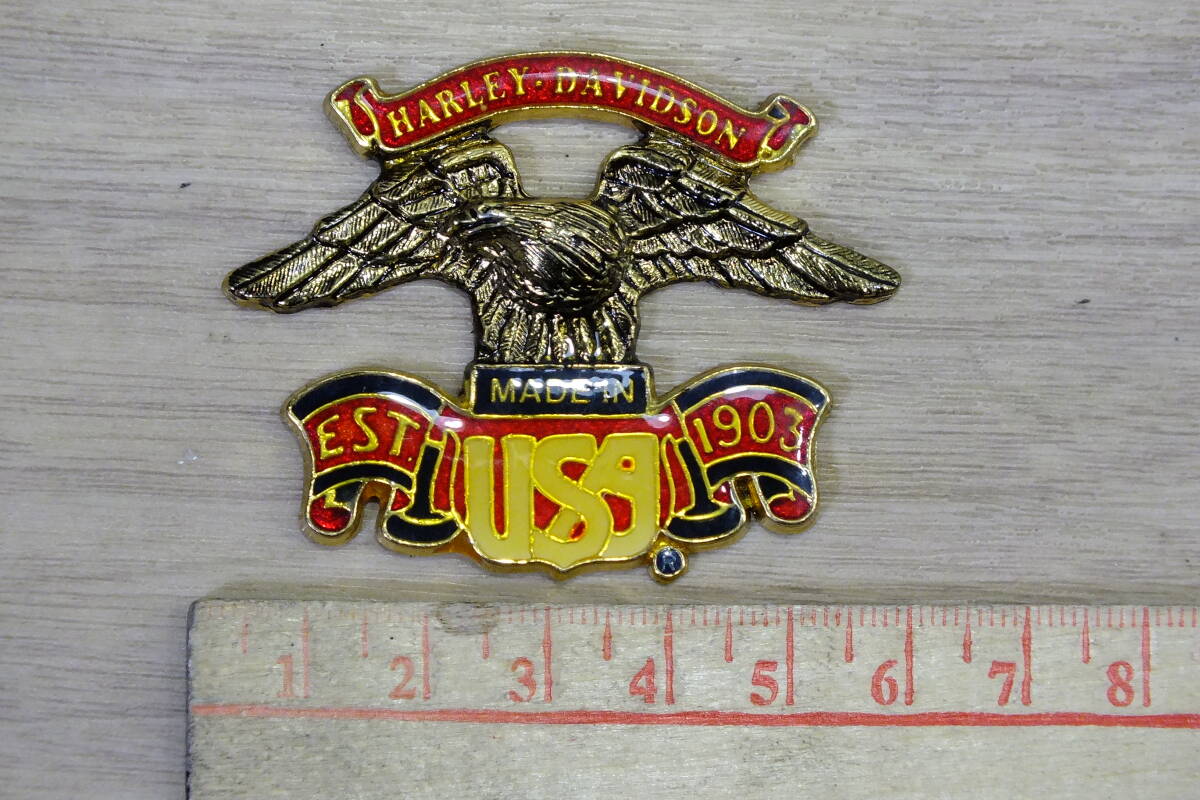 HARLEY-DAVIDSON
MADE IN
EST. USA 1903
R
1 2 3 4 5 6 7 8